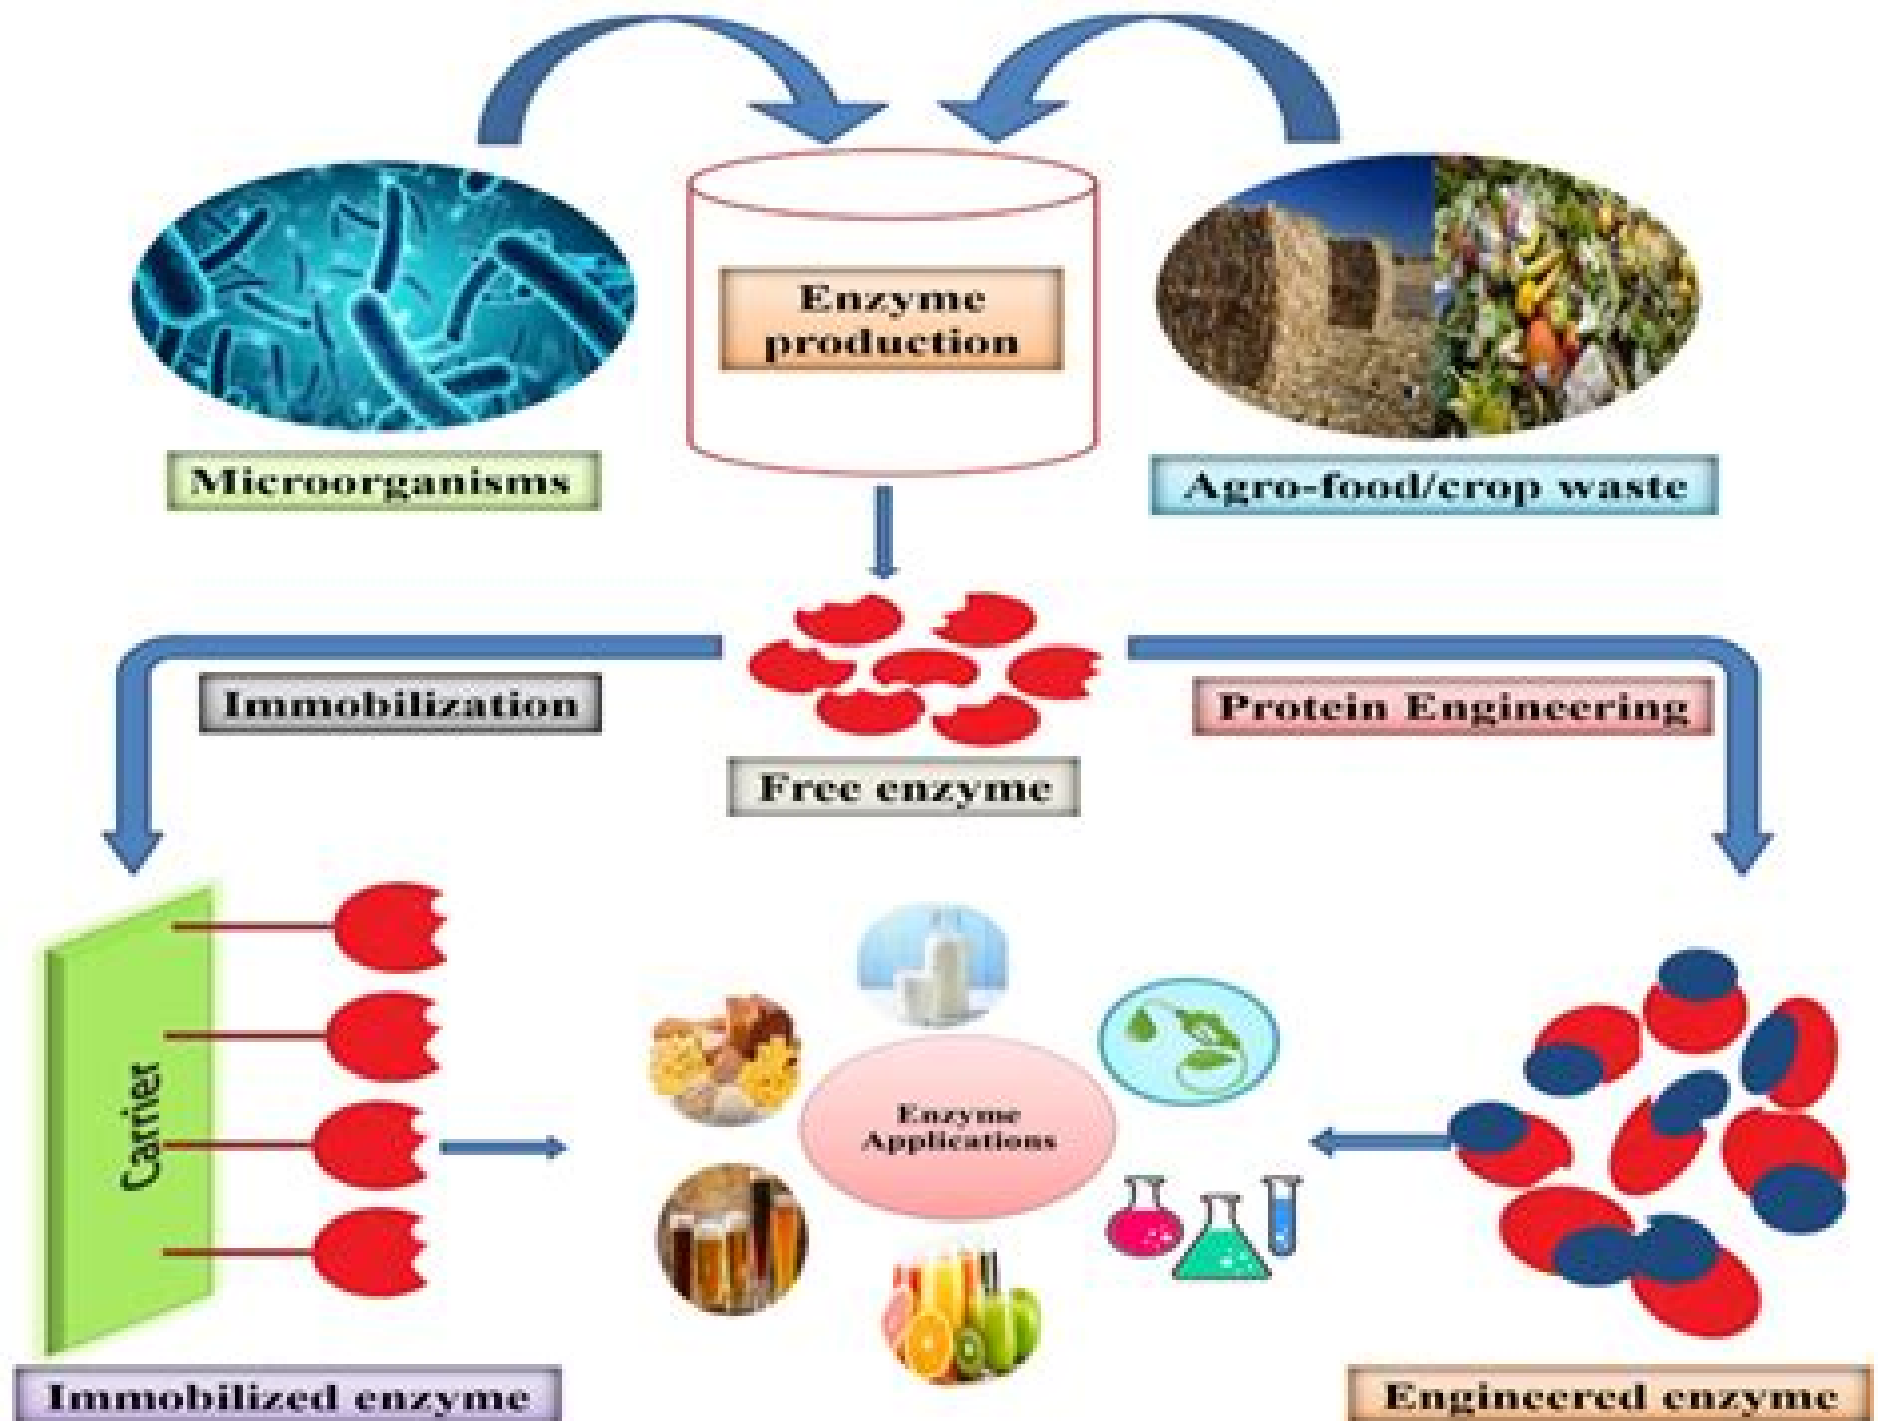 Enzyme
production
Microorganisms
Agro-food/crop waste
Immobilization
Protein Engineering
Free enzyme
Carrier
Enzyme
Applications
Immobilized enzyme
Engineered enzyme